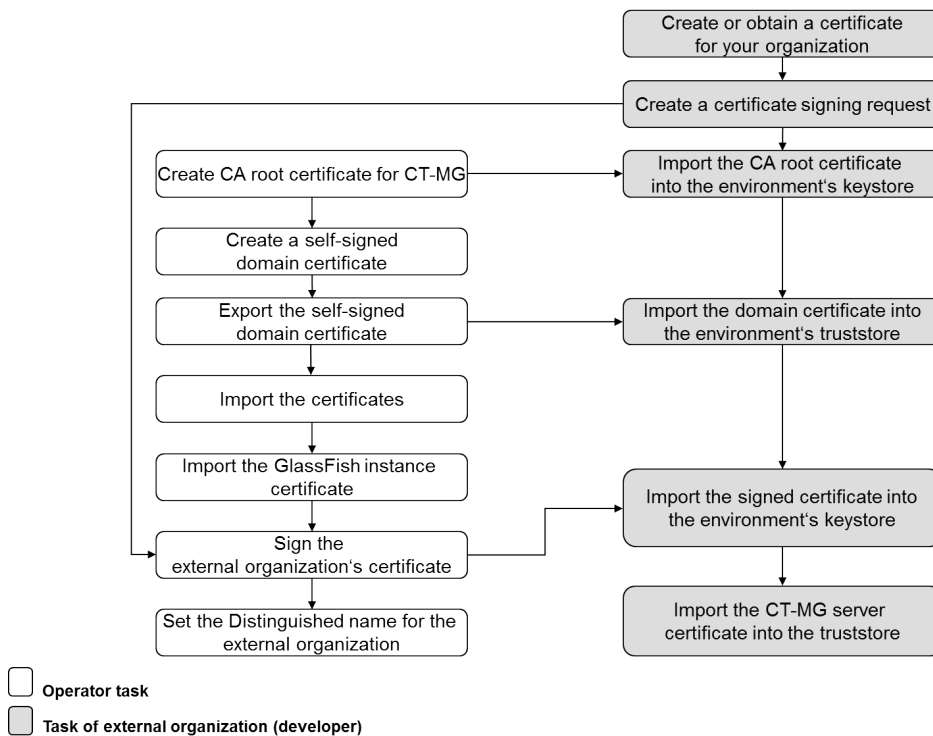 Create or obtain a certificate
for your organization
Create a certificate signing request
Create CA root certificate for CT-MG
Import the CA root certificate
into the environment‘s keystore
Create a self-signed
domain certificate
Export the self-signed
domain certificate
Import the domain certificate into
the environment‘s truststore
Import the certificates
Import the GlassFish instance
certificate
Import the signed certificate into
the environment‘s keystore
Sign the
external organization‘s certificate
Set the Distinguished name for the
external organization
Import the CT-MG server
certificate into the truststore
Operator task
Task of external organization (developer)